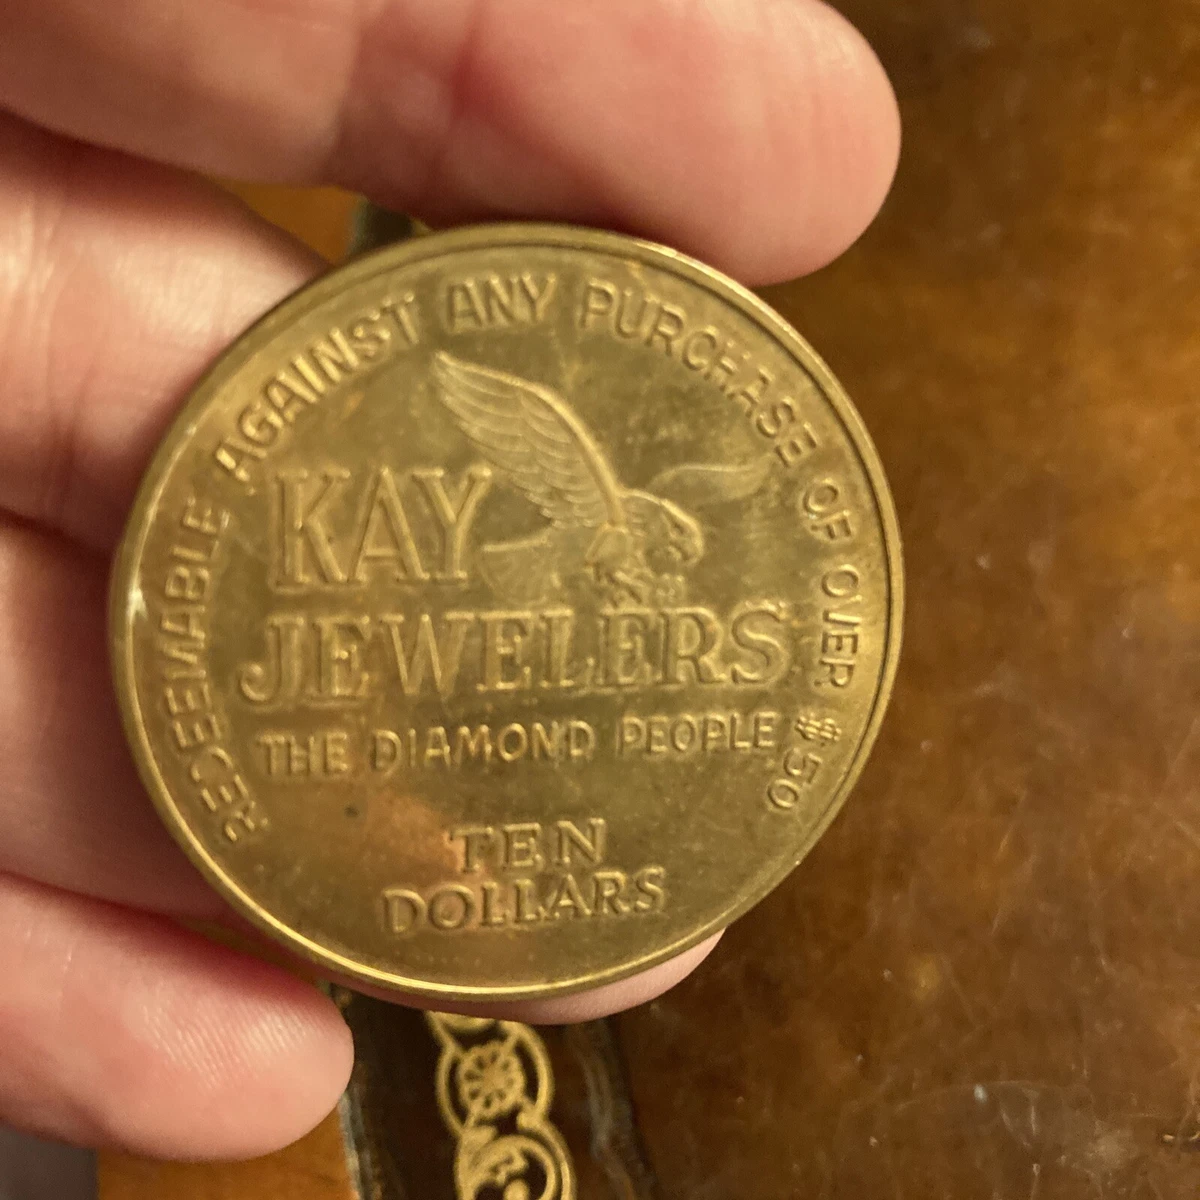 REDEEMABLE AGAINST ANY PURCHASE OF OVER $50
KAY
JEWELERS
THE DIAMOND PEOPLE
TEN
DOLLARS